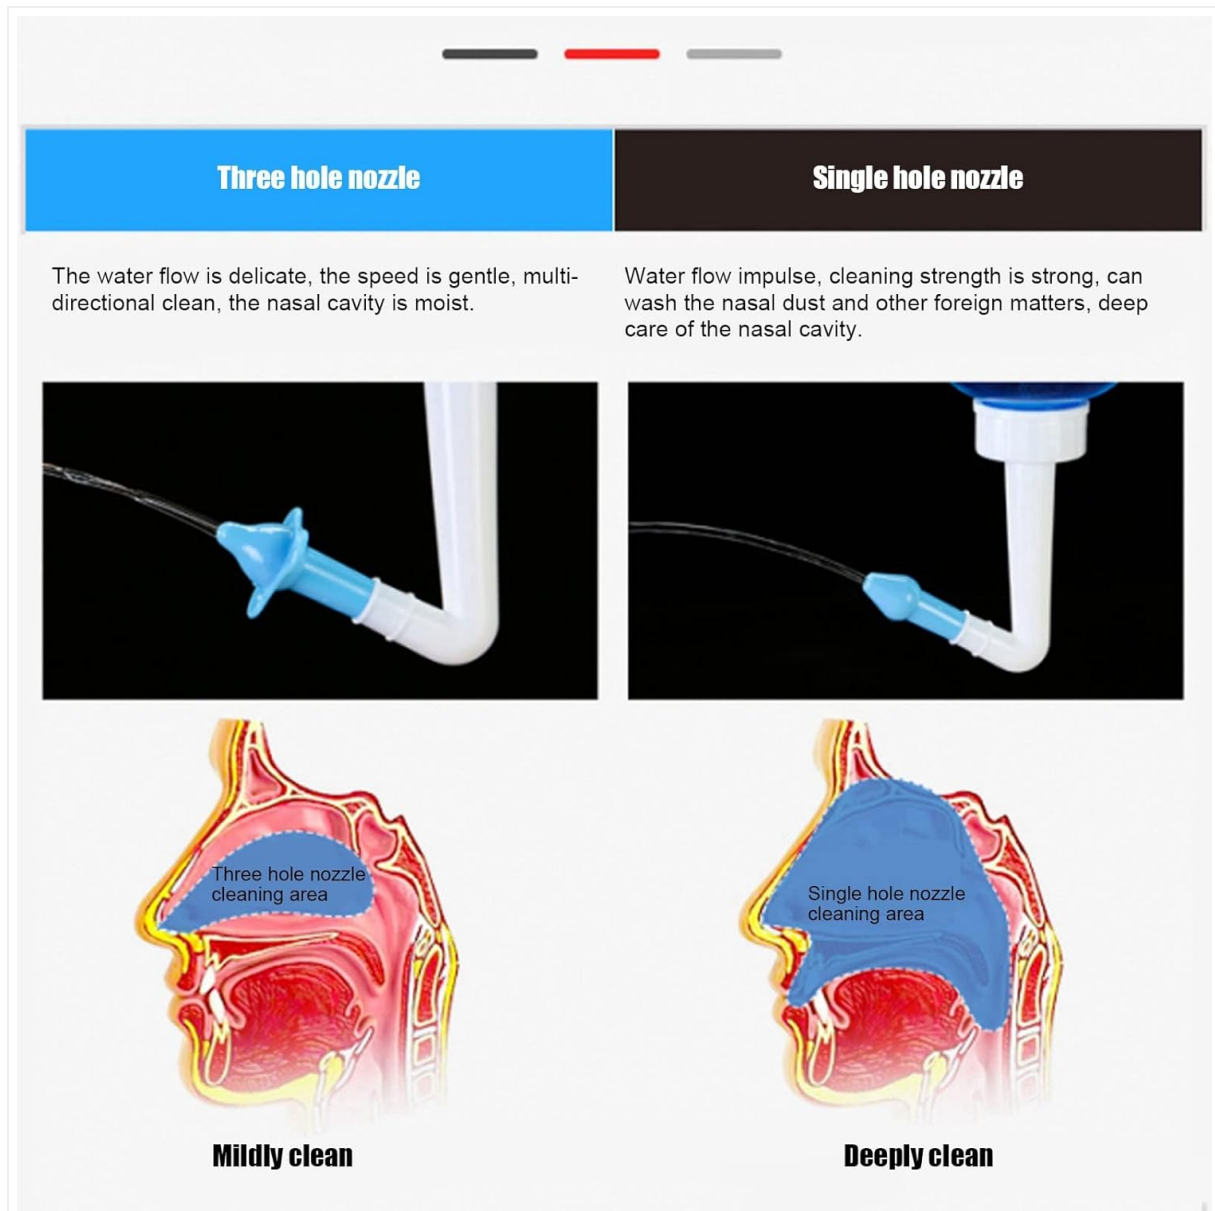 Three hole nozzle
Single hole nozzle
The water flow is delicate, the speed is gentle, multi-
directional clean, the nasal cavity is moist.
Water flow impulse, cleaning strength is strong, can
wash the nasal dust and other foreign matters, deep
care of the nasal cavity.
Three hole nozzle
cleaning area
Single hole nozzle
cleaning area
Mildly clean
Deeply clean